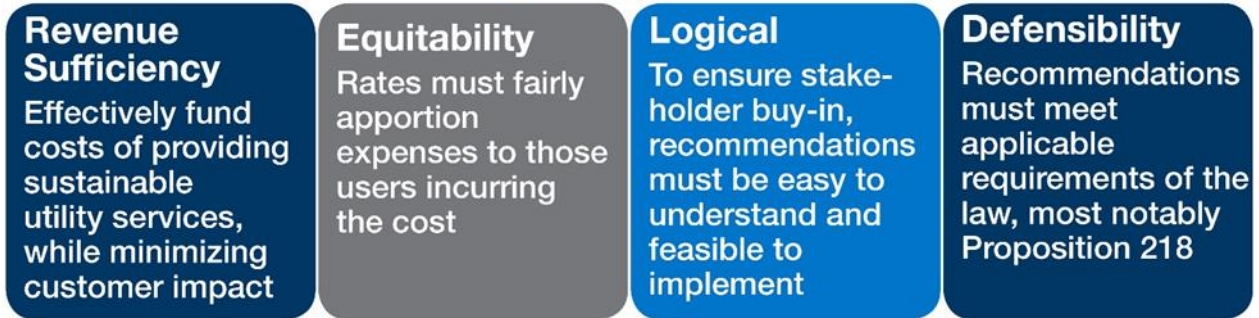 Revenue
Sufficiency
Effectively fund
costs of providing
sustainable
utility services,
while minimizing
customer impact
Equitability
Rates must fairly
apportion
expenses to those
users incurring
the cost
Logical
To ensure stake-
holder buy-in,
recommendations
must be easy to
understand and
feasible to
implement
Defensibility
Recommendations
must meet
applicable
requirements of the
law, most notably
Proposition 218